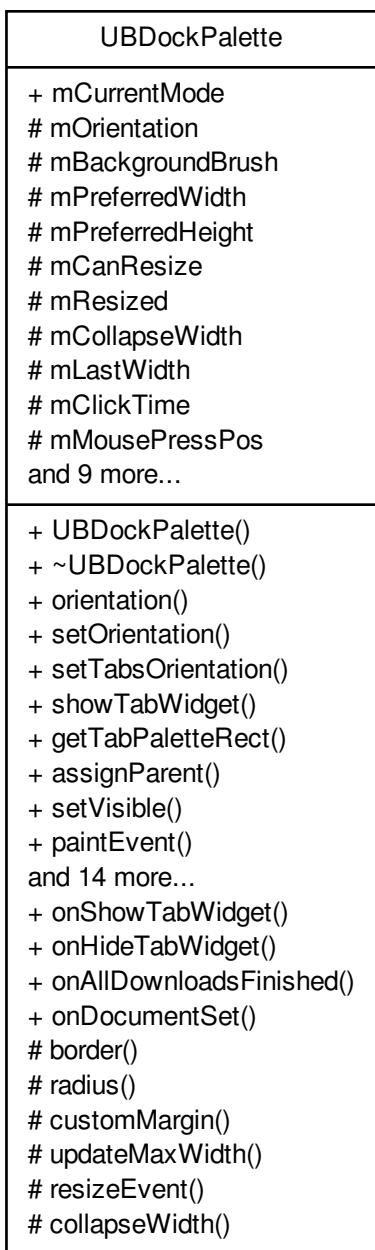 UBDockPalette
+ mCurrentMode
# mOrientation
# mBackgroundBrush
# mPreferredWidth
# mPreferredHeight
# mCanResize
# mResized
# mCollapseWidth
# mLastWidth
# mClickTime
# mMousePressPos
and 9 more...
+ UBDockPalette()
+ ~UBDockPalette()
+ orientation()
+ setOrientation()
+ setTabsOrientation()
+ showTabWidget()
+ getTabPaletteRect()
+ assignParent()
+ setVisible()
+ paintEvent()
and 14 more...
+ onShowTabWidget()
+ onHideTabWidget()
+ onAllDownloadsFinished()
+ onDocumentSet()
# border()
# radius()
# customMargin()
# updateMaxWidth()
# resizeEvent()
# collapseWidth()